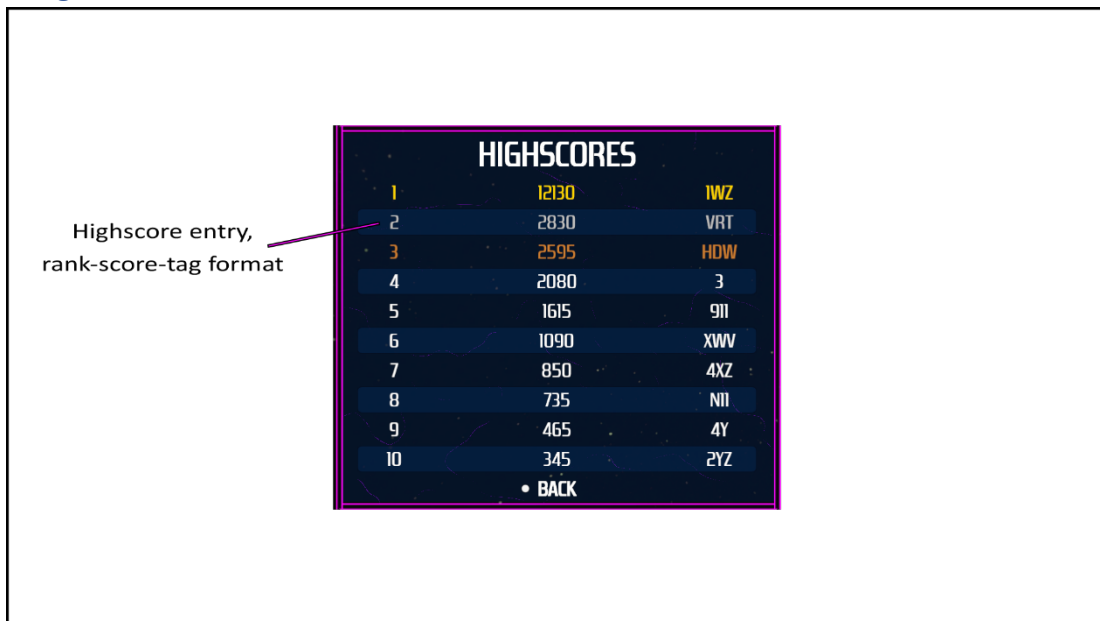 HIGHSCORES
1 12130 1WZ
2 2830 VRT
3 2595 HDW
4 2080 3
5 1615 911
6 1090 XWV
7 850 4XZ
8 735 N11
9 465 4Y
10 345 2YZ
• BACK
Highscore entry,
rank-score-tag format